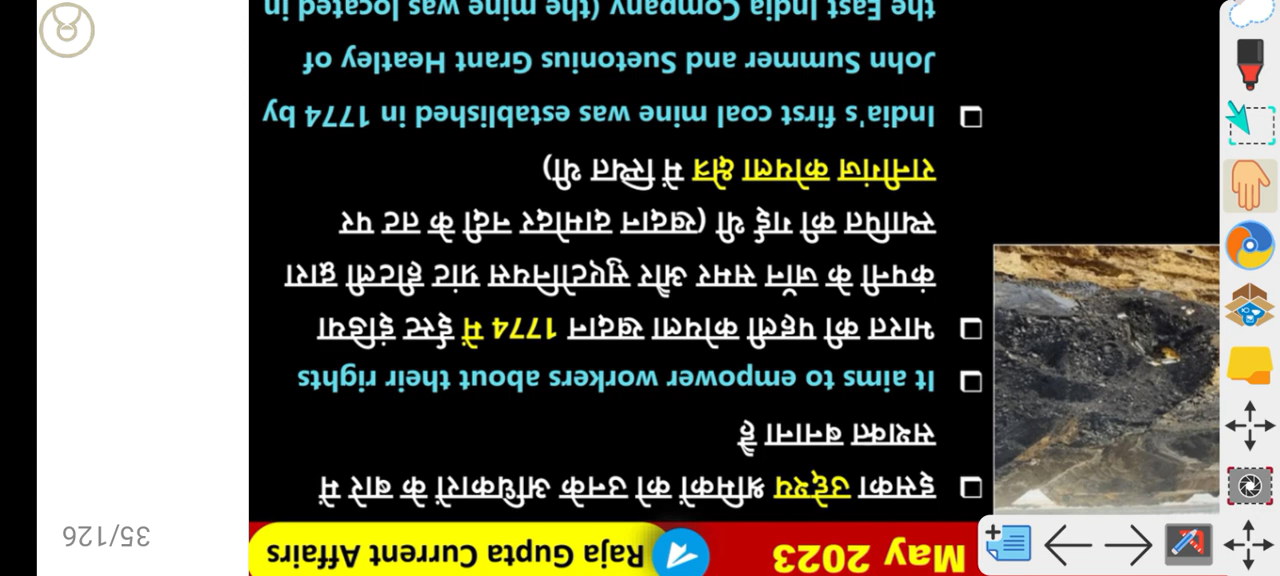 May 2023
Raja Gupta Current Affairs
इसका उद्देश्य श्रमिकों को उनके अधिकारों के बारे में
सशक्त बनाना है
It aims to empower workers about their rights
भारत की पहली कोयला खदान 1774 में ईस्ट इंडिया
कंपनी के जॉन समर और सुएटोनियस ग्रांट हीटली द्वारा
स्थापित की गई थी (खदान दामोदर नदी के तट पर
रानीगंज कोयला क्षेत्र में स्थित थी)
India's first coal mine was established in 1774 by
John Summer and Suetonius Grant Heatley of
the East India Company (the mine was located in
35/126